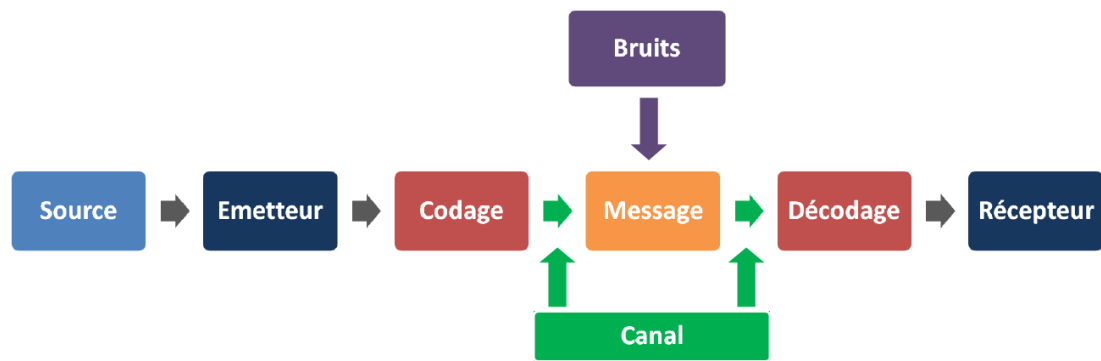 Bruits
Source
Emetteur
Codage
Message
Décodage
Récepteur
Canal